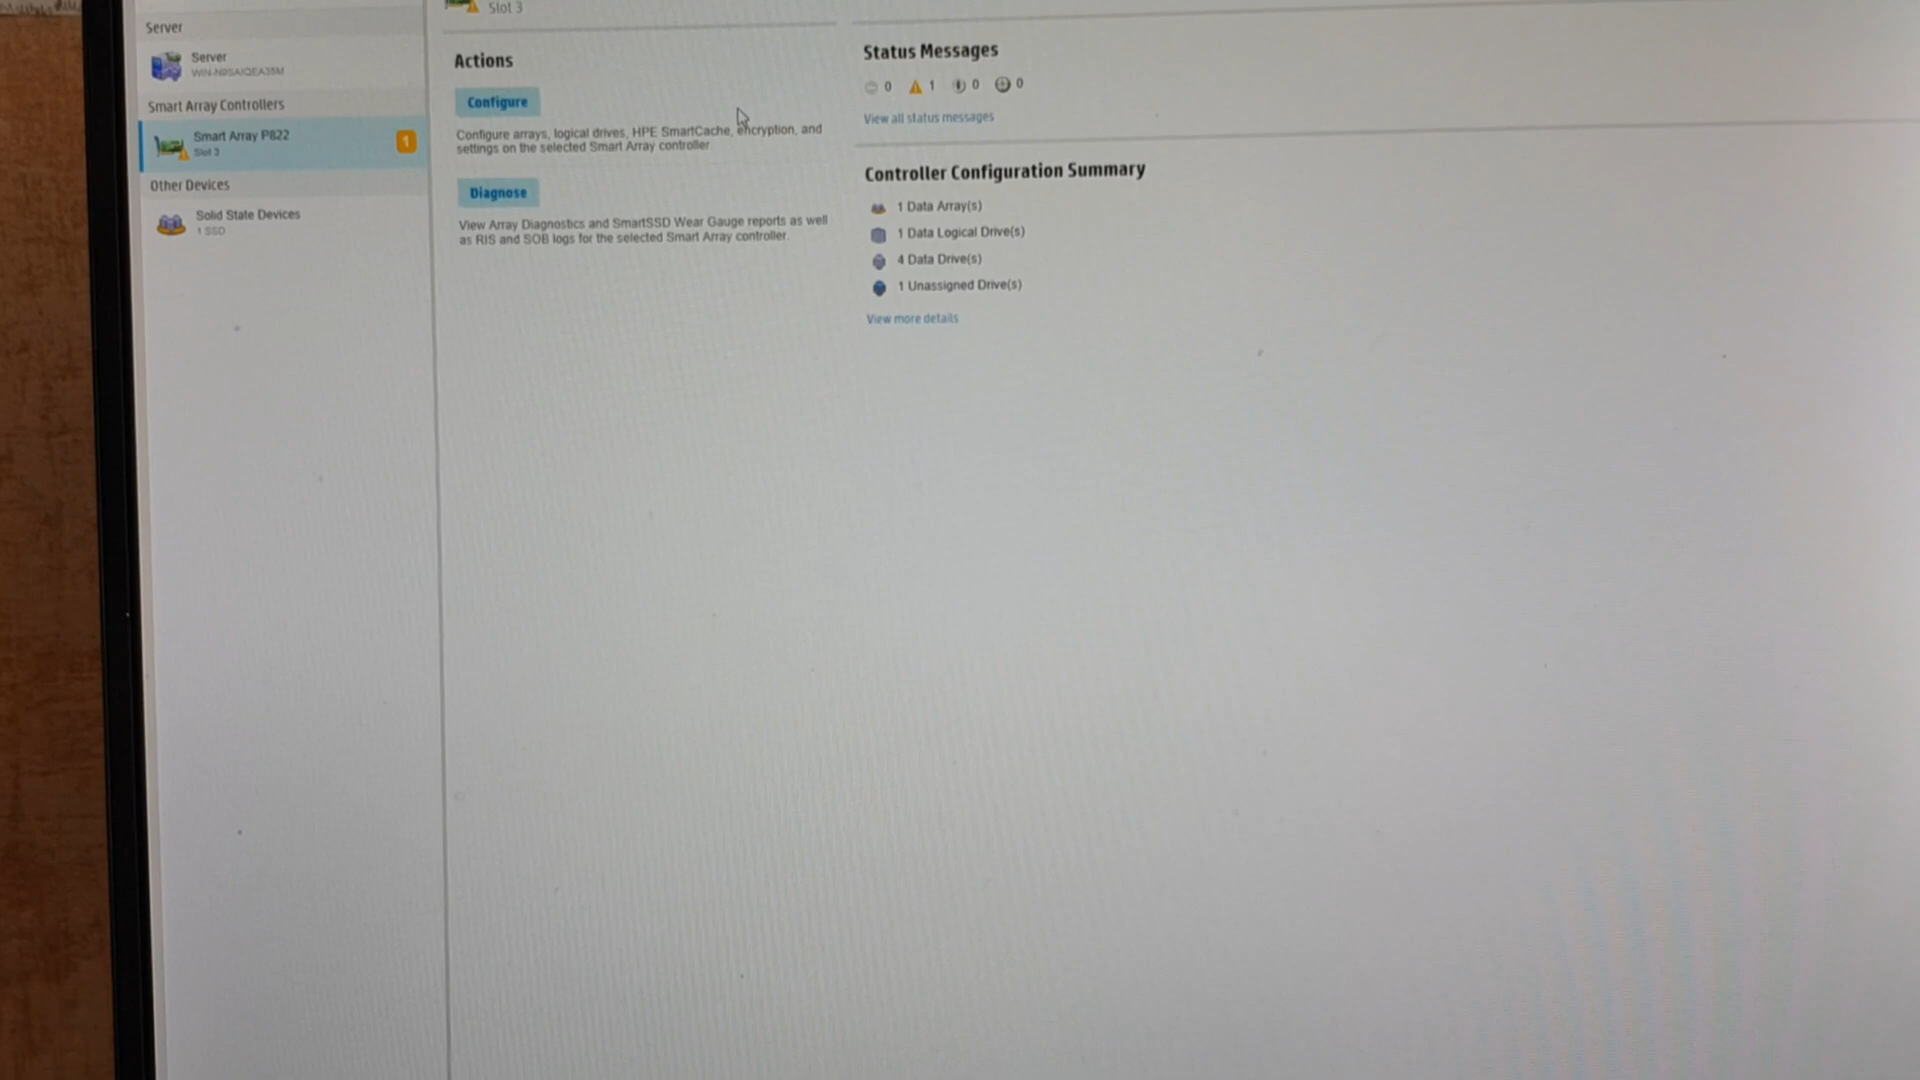 Server
Server
WIN-N9SAIQEA35M
Smart Array Controllers
Smart Array P822
Slot 3
1
Other Devices
Solid State Devices
1 SSD
Slot 3
Actions
Configure
Configure arrays, logical drives, HPE SmartCache, encryption, and
settings on the selected Smart Array controller.
Diagnose
View Array Diagnostics and SmartSSD Wear Gauge reports as well
as RIS and SOB logs for the selected Smart Array controller.
Status Messages
0 1 0 0
View all status messages
Controller Configuration Summary
1 Data Array(s)
1 Data Logical Drive(s)
4 Data Drive(s)
1 Unassigned Drive(s)
View more details